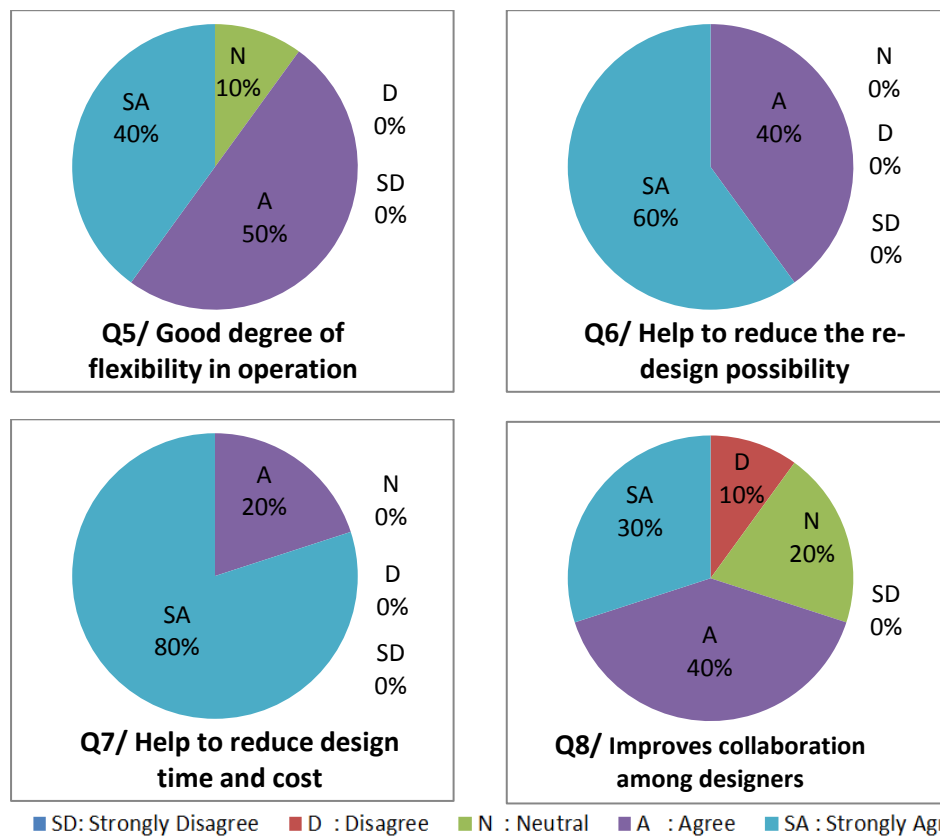 N
10%
SA
40%
D
0%
SD
0%
A
50%
Q5/ Good degree of
flexibility in operation
N
0%
A
40%
D
0%
SA
60%
SD
0%
Q6/ Help to reduce the re-
design possibility
A
20%
N
0%
D
0%
SA
80%
SD
0%
Q7/ Help to reduce design
time and cost
D
10%
SA
30%
N
20%
SD
0%
A
40%
Q8/ Improves collaboration
among designers
SD: Strongly Disagree D : Disagree N : Neutral A : Agree SA : Strongly Agr